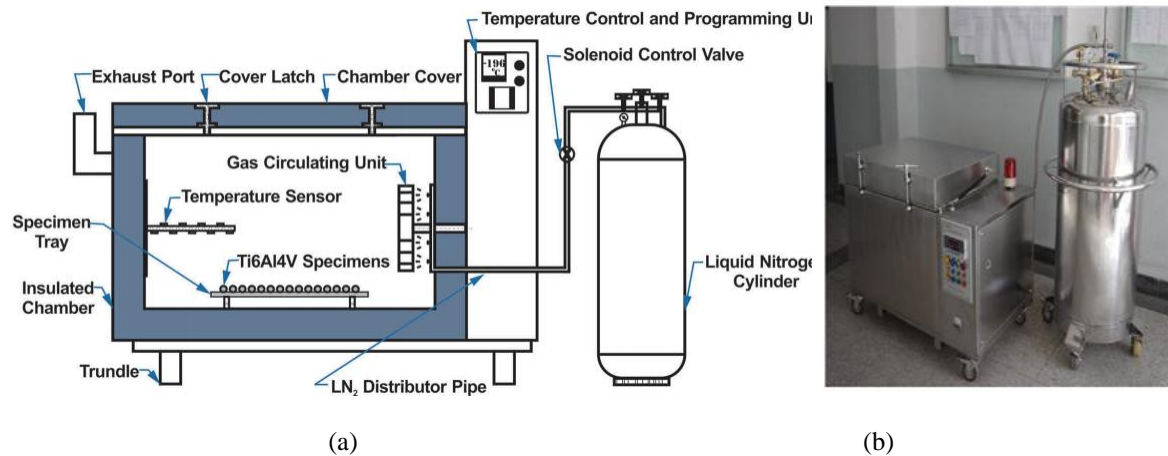 Temperature Control and Programming
Solenoid Control Valve
-196
°C
Exhaust Port
Cover Latch
Chamber Cover
Gas Circulating Unit
Temperature Sensor
Specimen
Tray
Ti6Al4V Specimens
Insulated
Chamber
Liquid Nitroge
Cylinder
Trundle
LN₂ Distributor Pipe
(a)
(b)